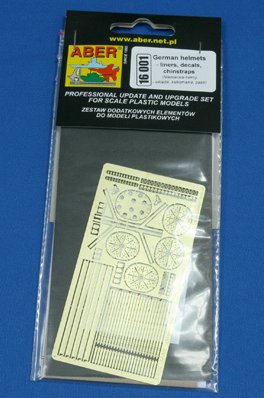 www.aber.net.pl
ABER
16 001
German helmets
- liners, decals,
chinstraps
PROFESSIONAL UPDATE AND UPGRADE SET
FOR SCALE PLASTIC MODELS
ZESTAW DODATKOWYCH ELEMENTÓW
DO MODELI PLASTIKOWYCH